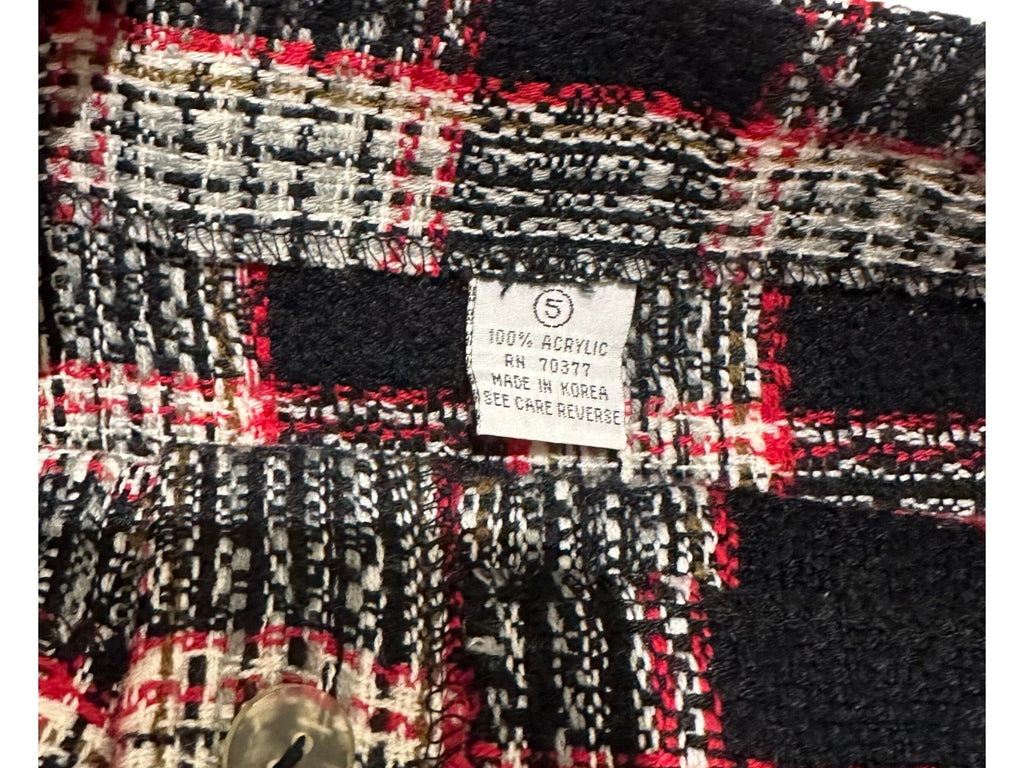 5
100% ACRYLIC
RN 70377
MADE IN KOREA
SEE CARE REVERSE